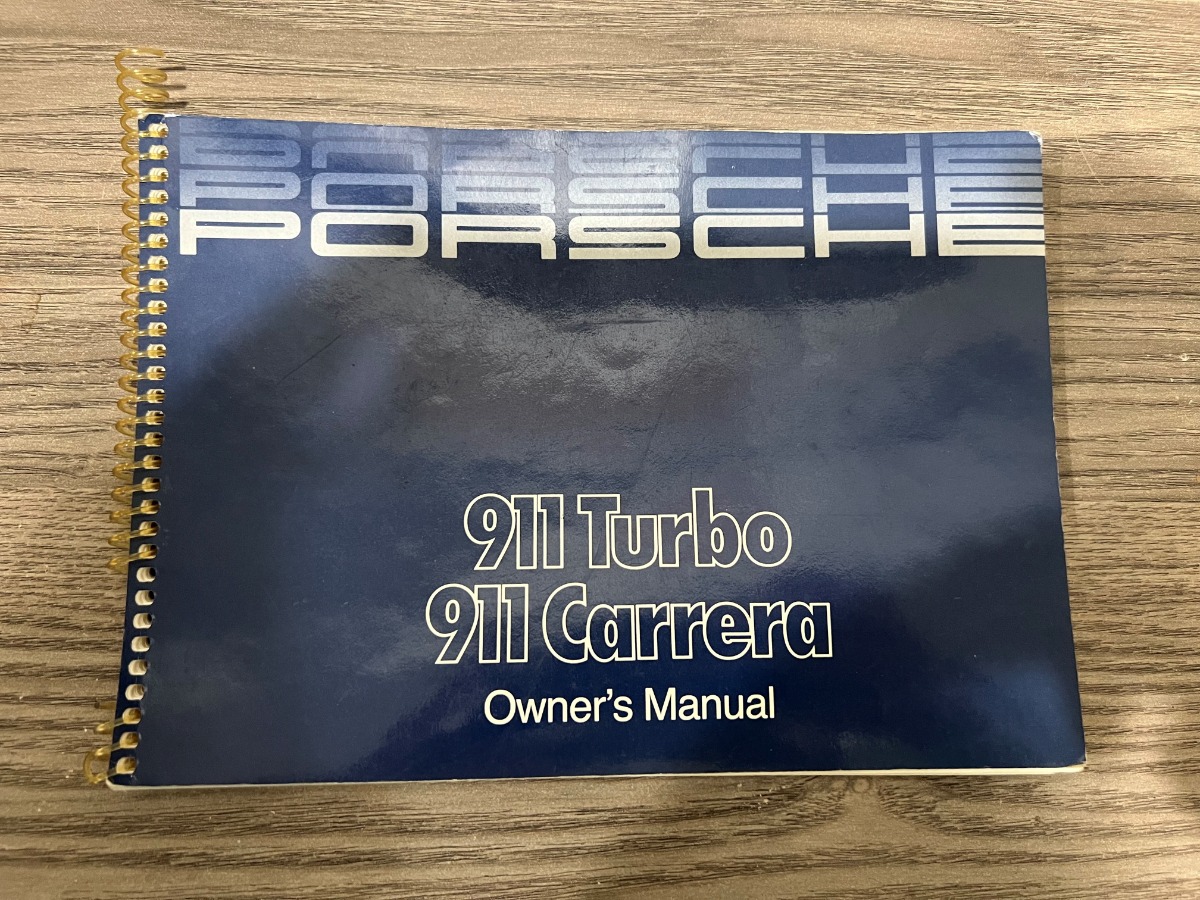 PORSCHE
PORSCHE
PORSCHE
911 Turbo
911 Carrera
Owner's Manual